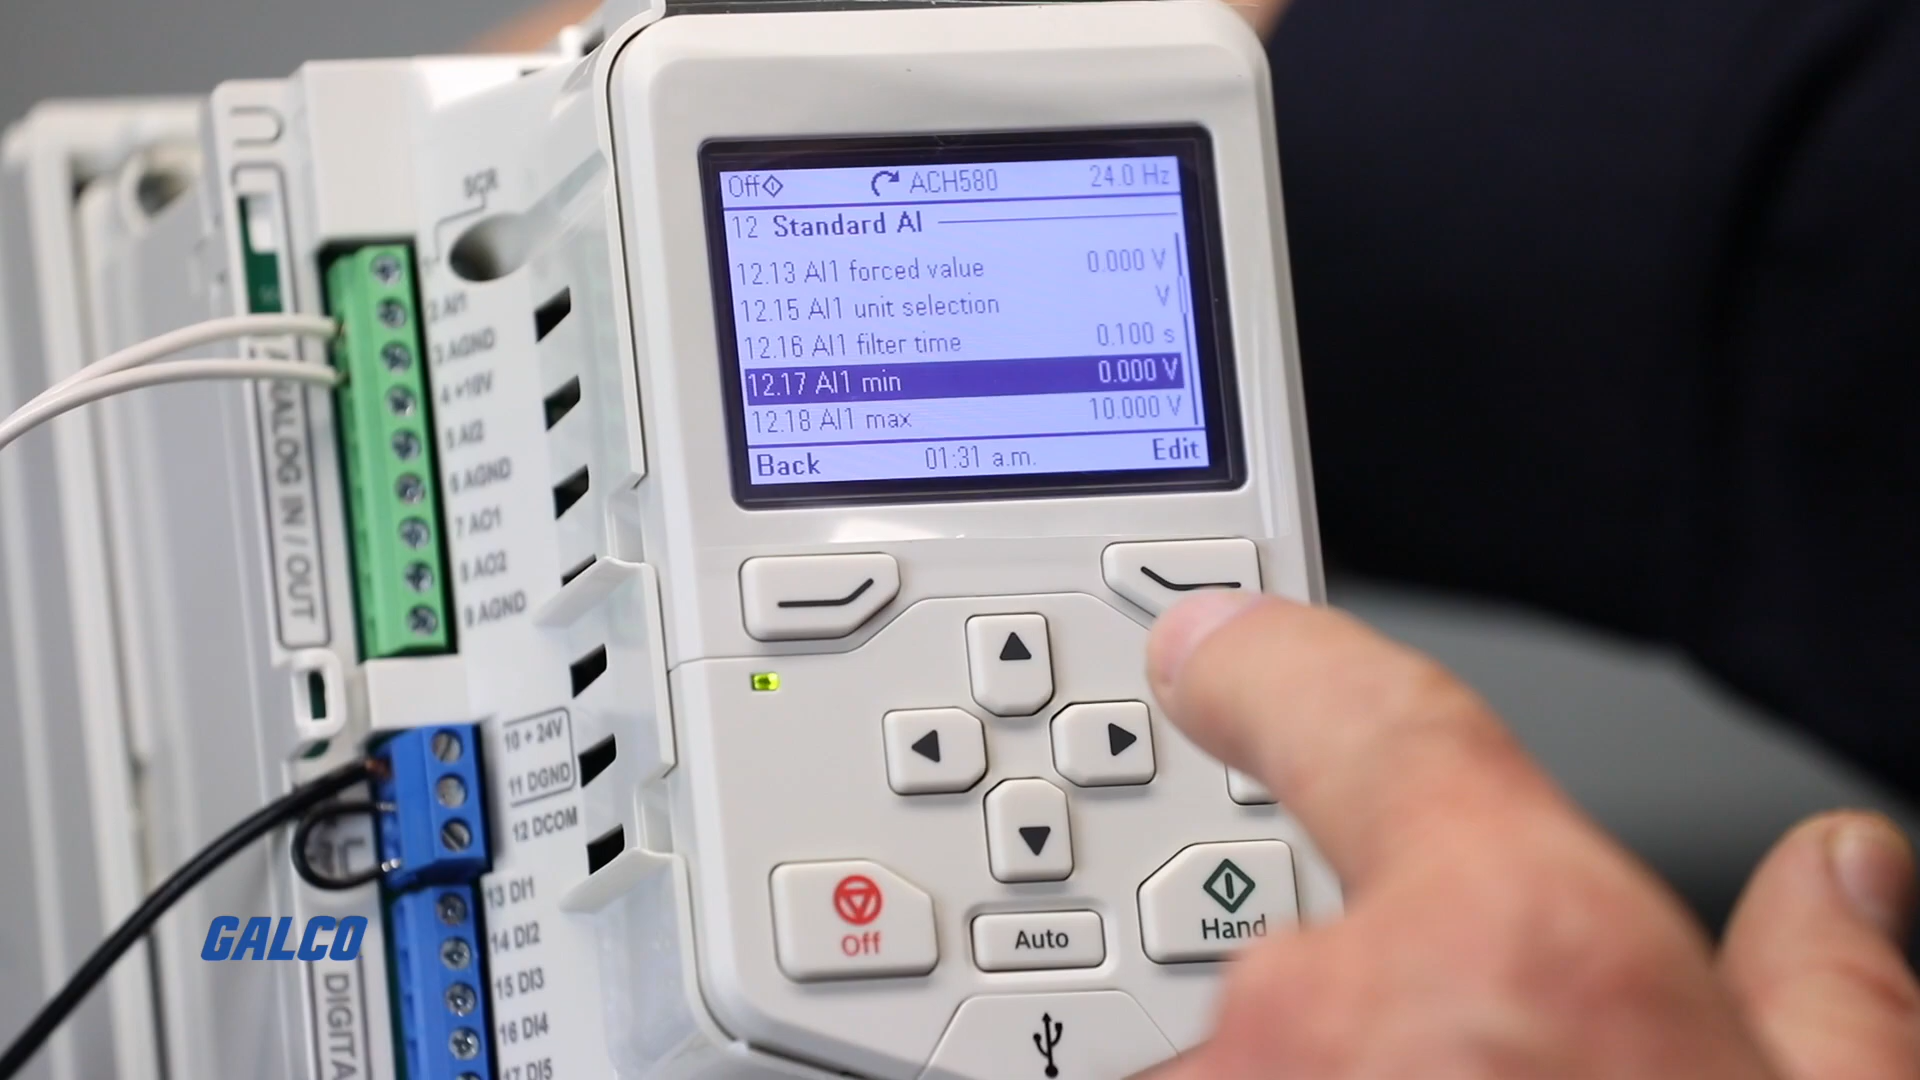 Off ACH580 24.0 Hz
12 Standard AI
12.13 AI1 forced value 0.000 V
12.15 AI1 unit selection V
12.16 AI1 filter time 0.100 s
12.17 AI1 min 0.000 V
12.18 AI1 max 10.000 V
Back 01:31 a.m. Edit
Off
Auto
Hand
SCR
2 AI1
3 AGND
4 +10V
5 AI2
6 AGND
7 AO1
8 AO2
9 AGND
ANALOG IN / OUT
10 + 24V
11 DGND
12 DCOM
13 DI1
14 DI2
15 DI3
16 DI4
17 DI5
DIGITA
GALCO